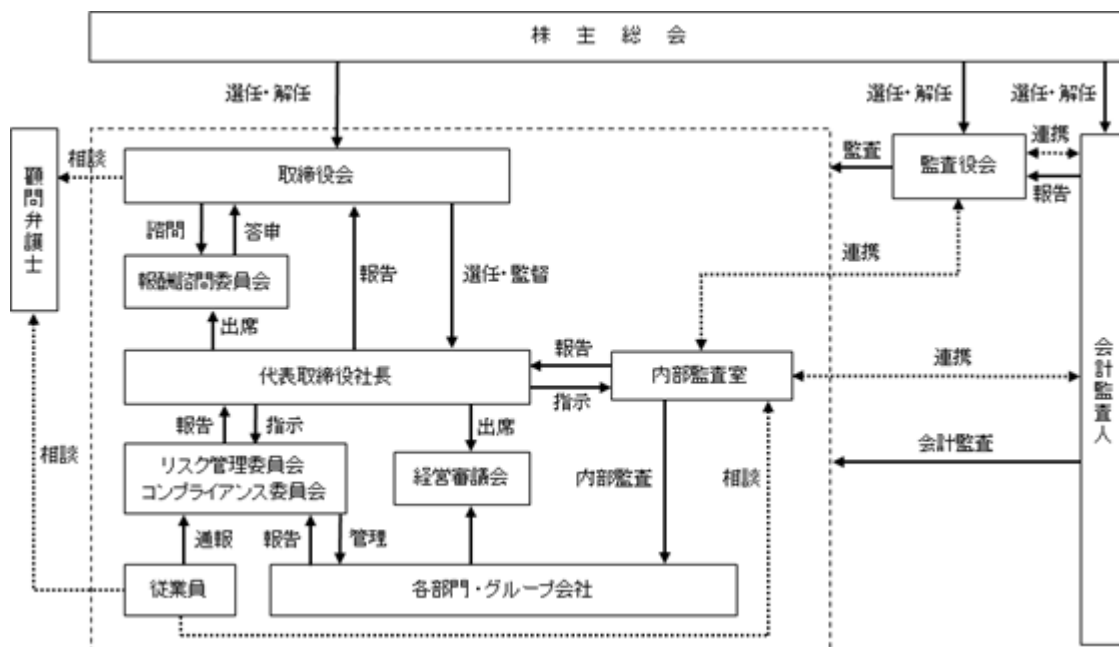 株主総会
選任・解任
選任・解任
選任・解任
顧問弁護士
相談
取締役会
監査
監査役会
連携
報告
諮問
答申
報酬諮問委員会
報告
選任・監督
連携
出席
代表取締役社長
報告
指示
内部監査室
連携
会計監査人
報告
指示
出席
相談
リスク管理委員会
コンプライアンス委員会
経営審議会
内部監査
相談
会計監査
通報
報告
管理
従業員
各部門・グループ会社